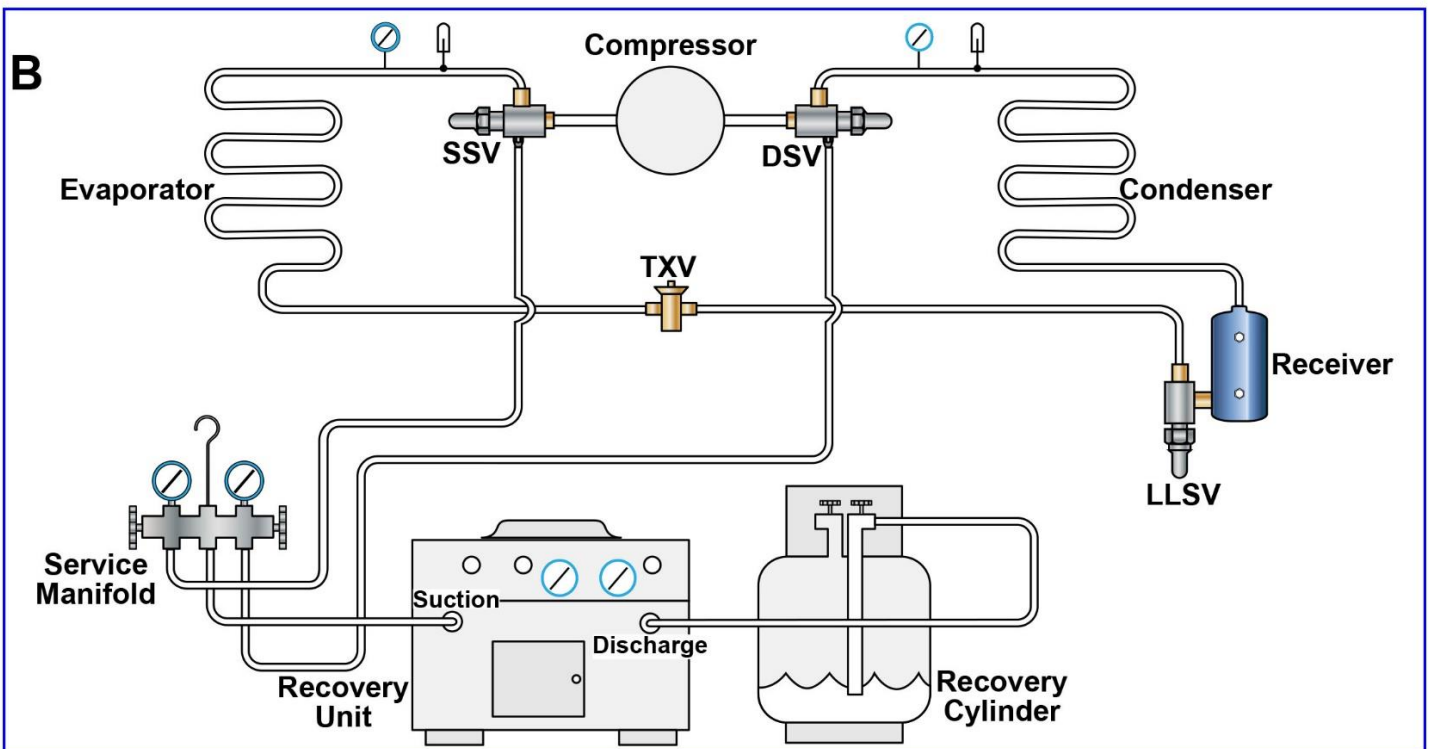 B
Compressor
SSV
DSV
Evaporator
Condenser
TXV
Receiver
LLSV
Service
Manifold
Suction
Discharge
Recovery
Unit
Recovery
Cylinder